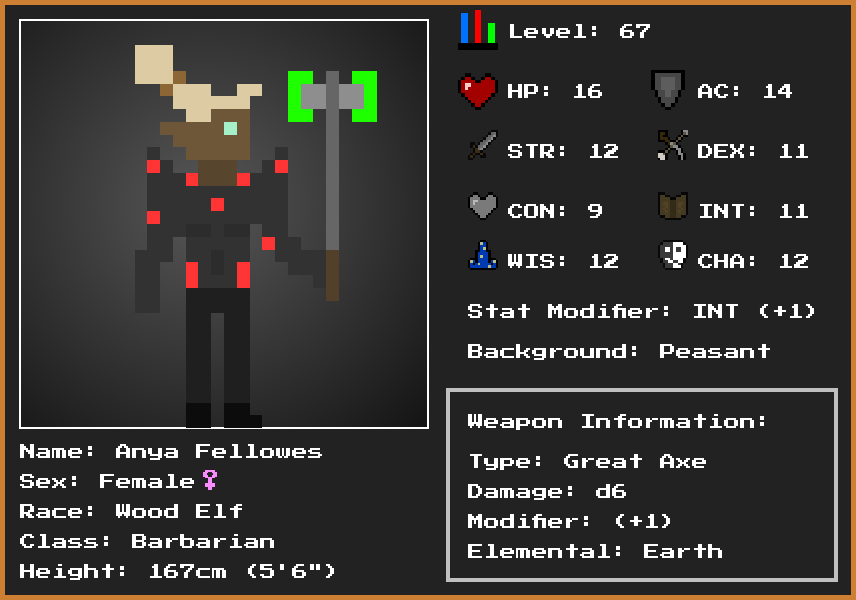 Level: 67
HP: 16
AC: 14
STR: 12
DEX: 11
CON: 9
INT: 11
WIS: 12
CHA: 12
Stat Modifier: INT (+1)
Background: Peasant
Name: Anya Fellowes
Sex: Female♀
Race: Wood Elf
Class: Barbarian
Height: 167cm (5'6")
Weapon Information:
Type: Great Axe
Damage: d6
Modifier: (+1)
Elemental: Earth